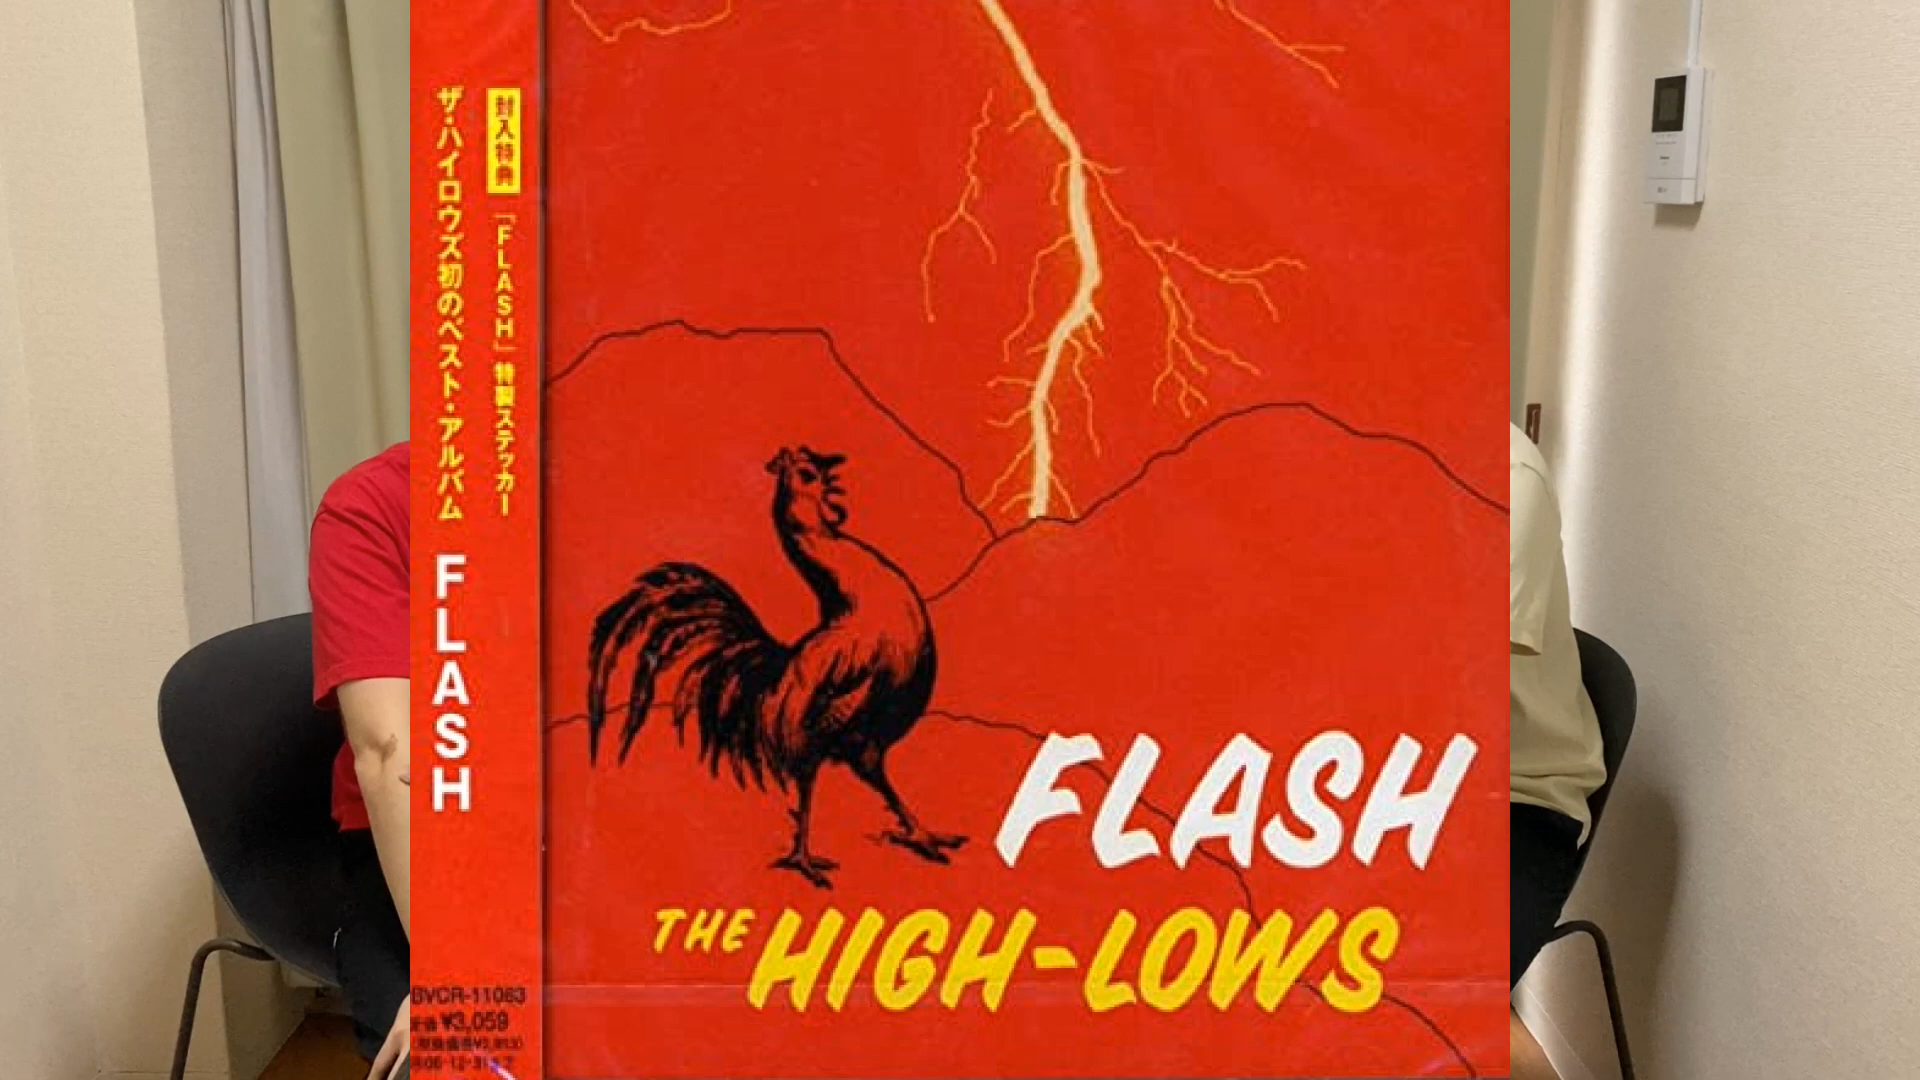 封入特典
「FLASH」特製ステッカー
ザ・ハイロウズ初のベスト・アルバム
FLASH
BVCR-11063
¥3,059
FLASH
THE HIGH-LOWS